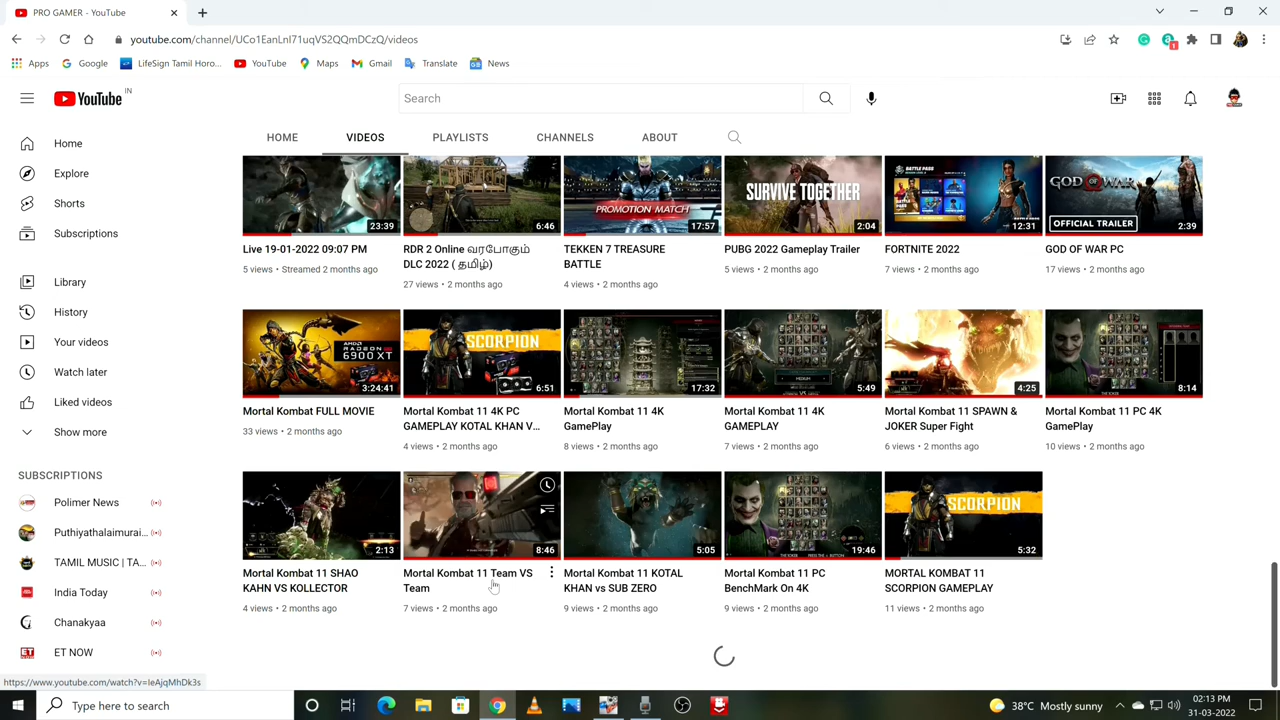 PRO GAMER - YouTube
youtube.com/channel/UCo1EanLnI71uqVS2QQmDCzQ/videos
Apps Google LifeSign Tamil Horo... YouTube Maps Gmail Translate News
YouTube IN
Search
HOME VIDEOS PLAYLISTS CHANNELS ABOUT
Home
Explore
Shorts
Subscriptions
Library
History
Your videos
Watch later
Liked videos
Show more
SUBSCRIPTIONS
Polimer News
Puthiyathalaimurai...
TAMIL MUSIC | TA...
India Today
Chanakyaa
ET NOW
23:39
Live 19-01-2022 09:07 PM
5 views • Streamed 2 months ago
6:46
RDR 2 Online வரபோகும்
DLC 2022 ( தமிழ்)
27 views • 2 months ago
PROMOTION MATCH
17:57
TEKKEN 7 TREASURE
BATTLE
4 views • 2 months ago
SURVIVE TOGETHER
2:04
PUBG 2022 Gameplay Trailer
5 views • 2 months ago
BATTLE PASS
12:31
FORTNITE 2022
7 views • 2 months ago
GOD OF WAR
OFFICIAL TRAILER
2:39
GOD OF WAR PC
17 views • 2 months ago
AMD
RADEON
6900 XT
3:24:41
Mortal Kombat FULL MOVIE
33 views • 2 months ago
SCORPION
6:51
Mortal Kombat 11 4K PC
GAMEPLAY KOTAL KHAN V...
4 views • 2 months ago
17:32
Mortal Kombat 11 4K
GamePlay
8 views • 2 months ago
MEDIUM
5:49
Mortal Kombat 11 4K
GAMEPLAY
7 views • 2 months ago
4:25
Mortal Kombat 11 SPAWN &
JOKER Super Fight
6 views • 2 months ago
THE JOKER
8:14
Mortal Kombat 11 PC 4K
GamePlay
10 views • 2 months ago
2:13
Mortal Kombat 11 SHAO
KAHN VS KOLLECTOR
4 views • 2 months ago
8:46
Mortal Kombat 11 Team VS
Team
7 views • 2 months ago
5:05
Mortal Kombat 11 KOTAL
KHAN vs SUB ZERO
9 views • 2 months ago
THE JOKER
19:46
Mortal Kombat 11 PC
BenchMark On 4K
9 views • 2 months ago
SCORPION
5:32
MORTAL KOMBAT 11
SCORPION GAMEPLAY
11 views • 2 months ago
https://www.youtube.com/watch?v=IeAjqMhDk3s
Type here to search
38°C Mostly sunny
02:13 PM
31-03-2022